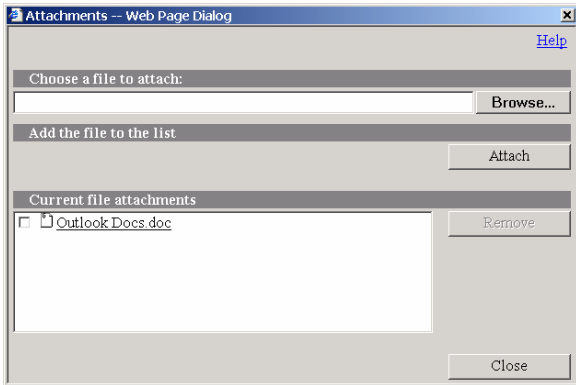 Attachments -- Web Page Dialog
Help
Choose a file to attach:
Browse...
Add the file to the list
Attach
Current file attachments
Outlook Docs.doc
Remove
Close